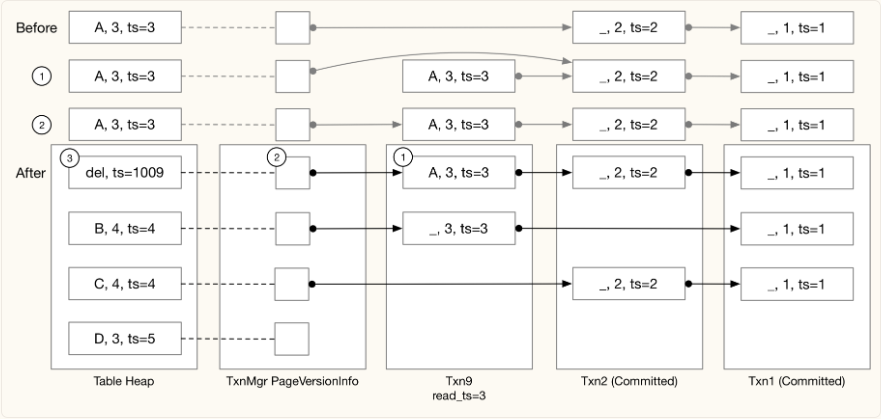 Before A, 3, ts=3 _, 2, ts=2 _, 1, ts=1
1 A, 3, ts=3 A, 3, ts=3 _, 2, ts=2 _, 1, ts=1
2 A, 3, ts=3 A, 3, ts=3 _, 2, ts=2 _, 1, ts=1
3 2 1
After del, ts=1009 A, 3, ts=3 _, 2, ts=2 _, 1, ts=1
B, 4, ts=4 _, 3, ts=3 _, 1, ts=1
C, 4, ts=4 _, 2, ts=2 _, 1, ts=1
D, 3, ts=5
Table Heap TxnMgr PageVersionInfo Txn9 Txn2 (Committed) Txn1 (Committed)
read_ts=3